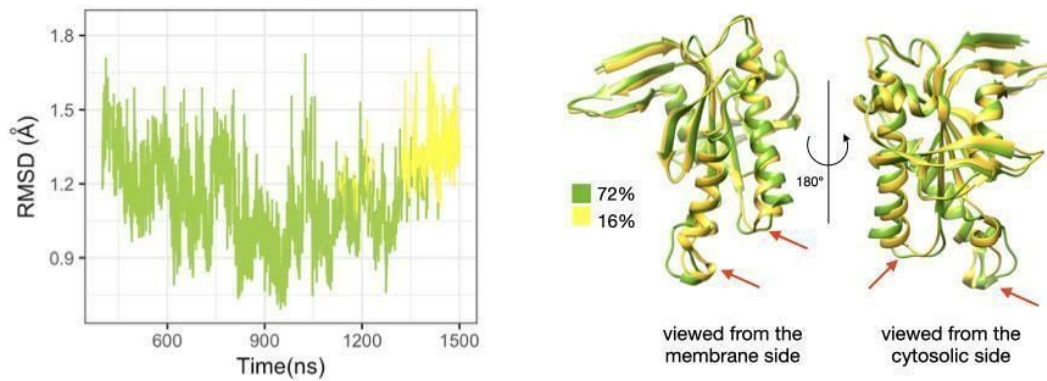 RMSD (Å)
1.8
1.5
1.2
0.9
600
900
1200
1500
Time(ns)
72%
16%
180°
viewed from the
membrane side
viewed from the
cytosolic side